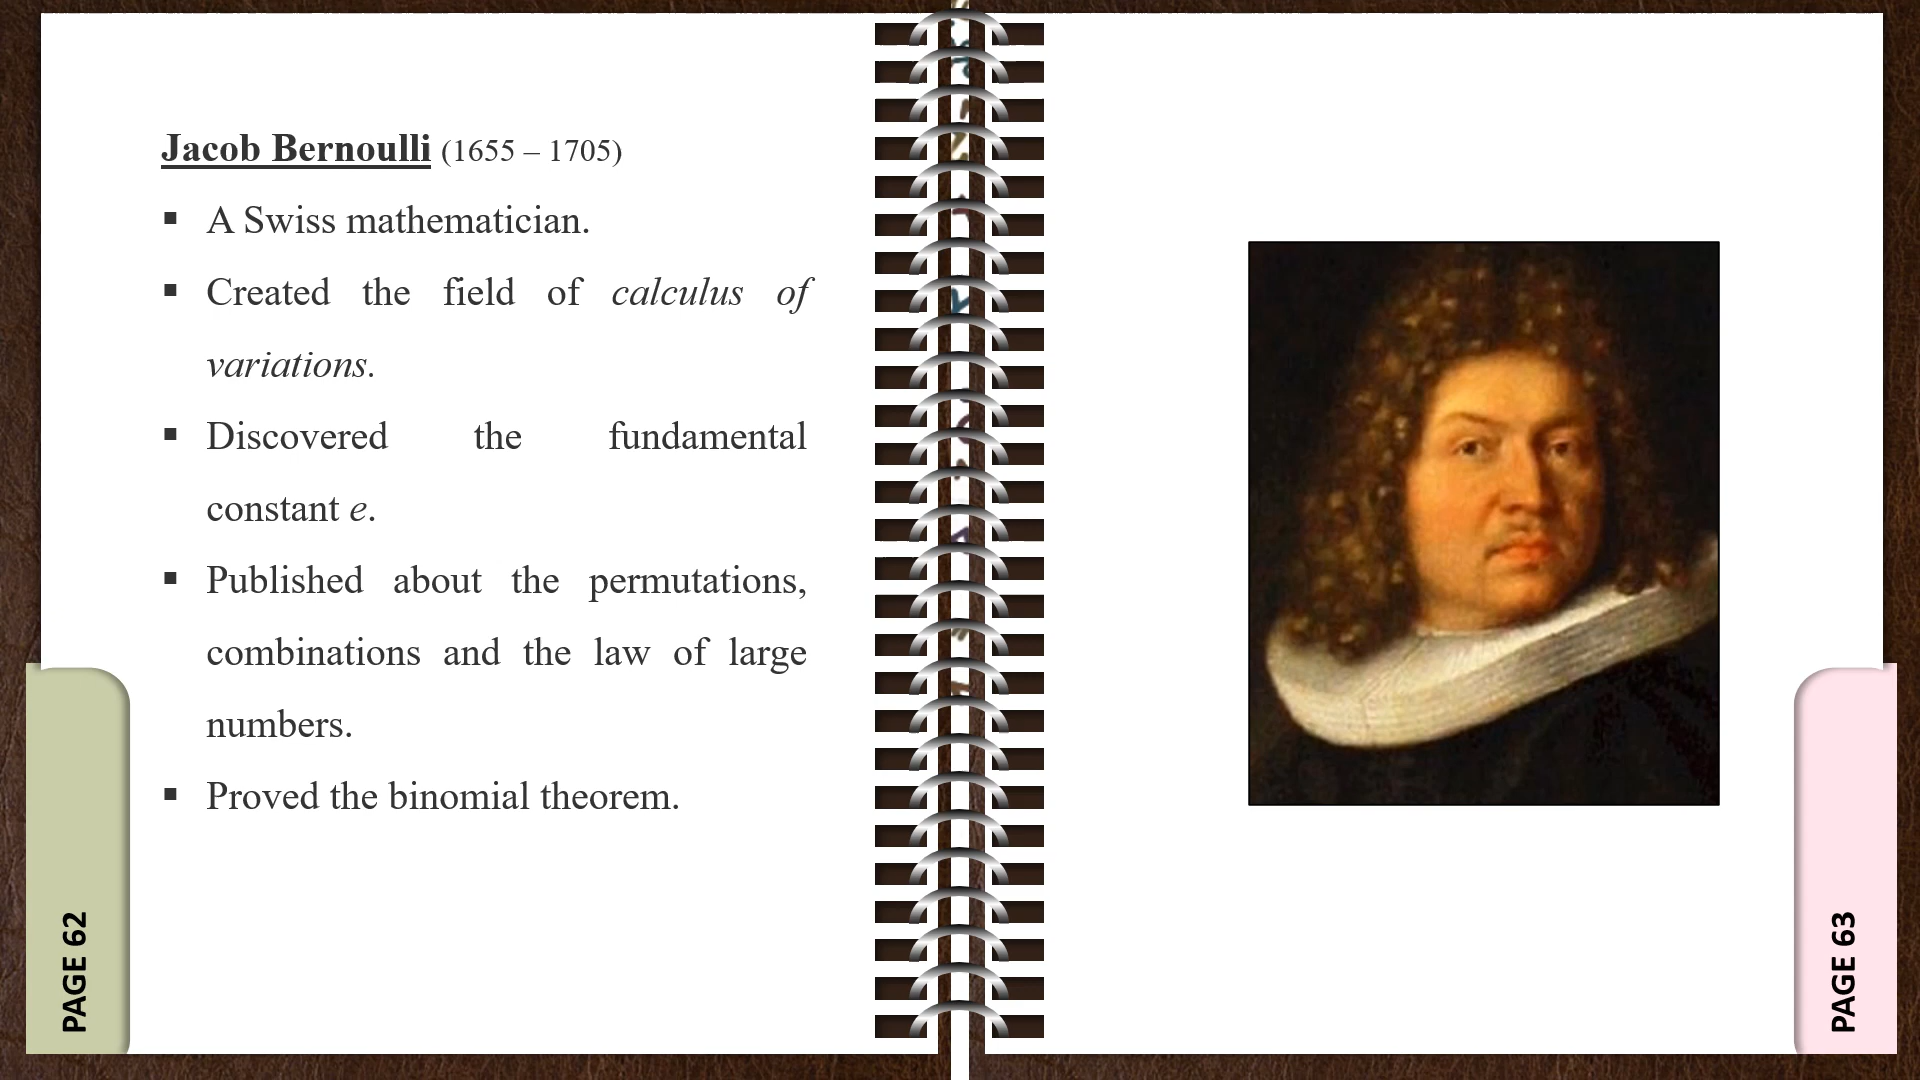 Jacob Bernoulli (1655 – 1705)
▪ A Swiss mathematician.
▪ Created the field of calculus of
variations.
▪ Discovered the fundamental
constant e.
▪ Published about the permutations,
combinations and the law of large
numbers.
▪ Proved the binomial theorem.
PAGE 62
PAGE 63